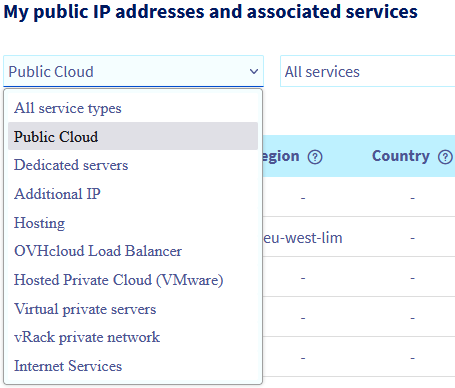 My public IP addresses and associated services
Public Cloud
All services
All service types
Public Cloud
Dedicated servers
Additional IP
Hosting
OVHcloud Load Balancer
Hosted Private Cloud (VMware)
Virtual private servers
vRack private network
Internet Services
egion ? Country ?
- -
eu-west-lim -
- -
- -
- -